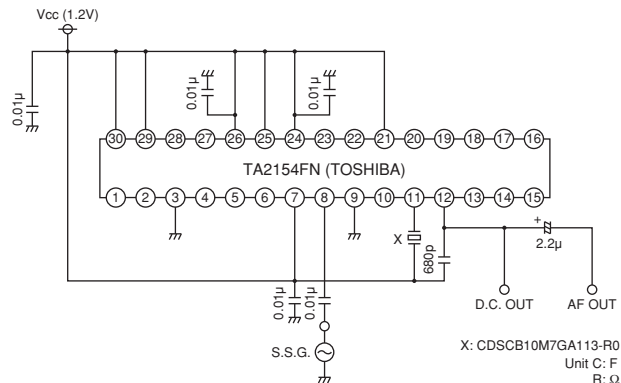 Vcc (1.2V)
0.01μ
0.01μ
0.01μ
30 29 28 27 26 25 24 23 22 21 20 19 18 17 16
TA2154FN (TOSHIBA)
1 2 3 4 5 6 7 8 9 10 11 12 13 14 15
X
680p
+
2.2μ
0.01μ
0.01μ
D.C. OUT
AF OUT
S.S.G.
X: CDSCB10M7GA113-R0
Unit C: F
R: Ω